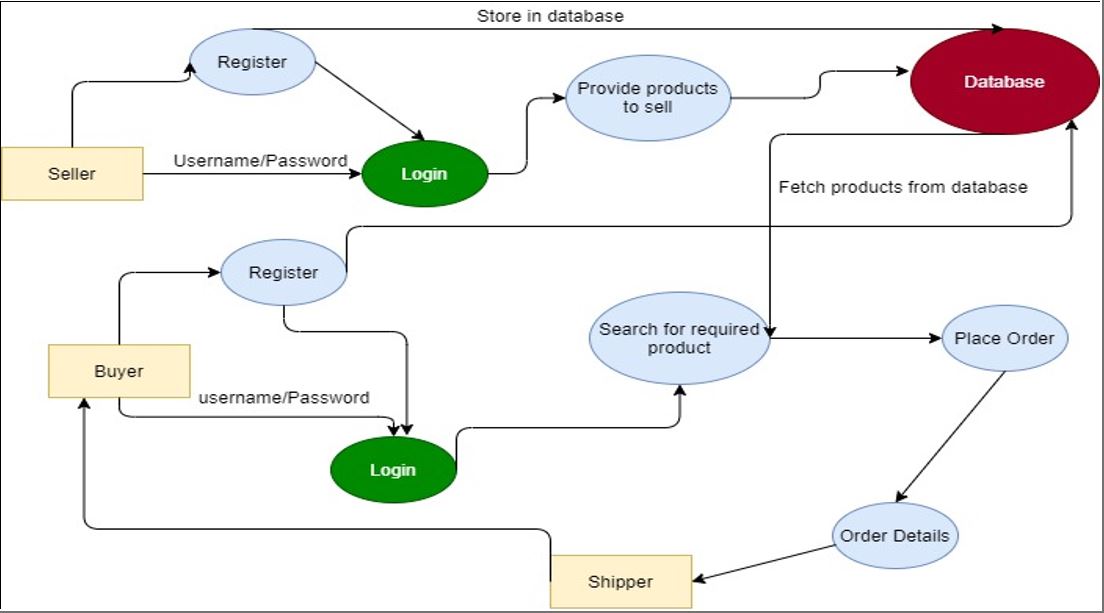 Store in database
Register
Provide products
to sell
Database
Seller
Username/Password
Login
Fetch products from database
Register
Search for required
product
Place Order
Buyer
username/Password
Login
Order Details
Shipper